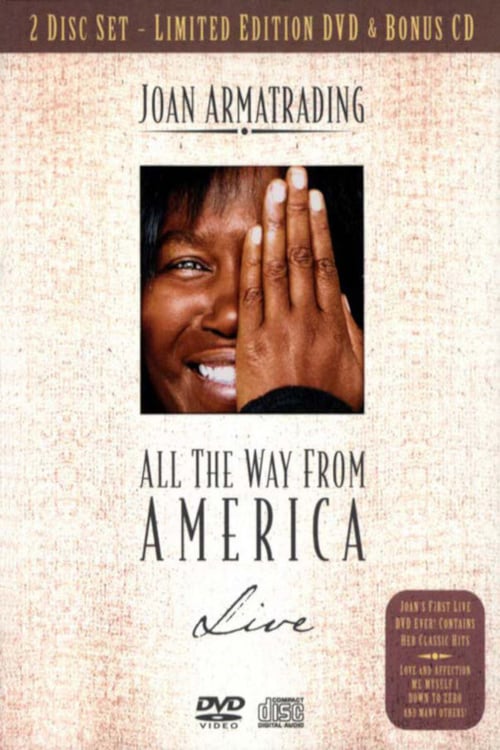 2 DISC SET - LIMITED EDITION DVD & BONUS CD
JOAN ARMATRADING
ALL THE WAY FROM
AMERICA
Live
DVD
VIDEO
COMPACT
disc
DIGITAL AUDIO
JOAN'S FIRST LIVE
DVD EVER! CONTAINS
HER CLASSIC HITS
LOVE AND AFFECTION
ME MYSELF I
DOWN TO ZERO
AND MANY OTHERS!